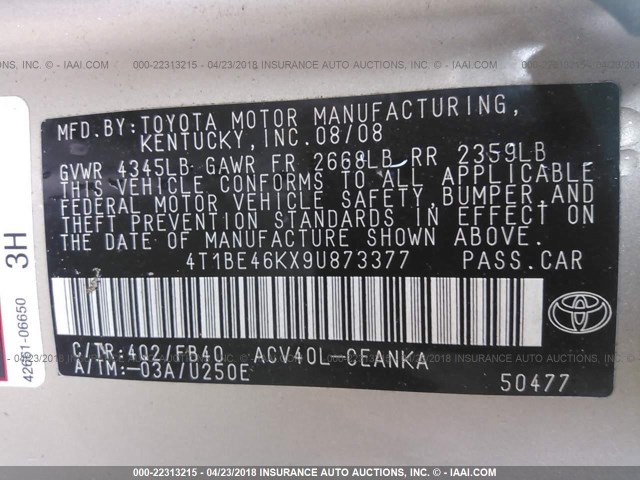 000-22313215 - 04/23/2018 INSURANCE AUTO AUCTIONS, INC. - © IAAI.COM
MFD.BY:TOYOTA MOTOR MANUFACTURING,
KENTUCKY,INC.08/08
GVWR 4345LB GAWR FR 2668LB RR 2359LB
THIS VEHICLE CONFORMS TO ALL APPLICABLE
FEDERAL MOTOR VEHICLE SAFETY,BUMPER,AND
THEFT PREVENTION STANDARDS IN EFFECT ON
THE DATE OF MANUFACTURE SHOWN ABOVE.
4T1BE46KX9U873377 PASS.CAR
C/TR:4Q2/FB40 ACV40L-CEANKA
A/TM:-03A/U250E
50477
TOYOTA
3H
42661-06650
000-22313215 - 04/23/2018 INSURANCE AUTO AUCTIONS, INC. - © IAAI.COM